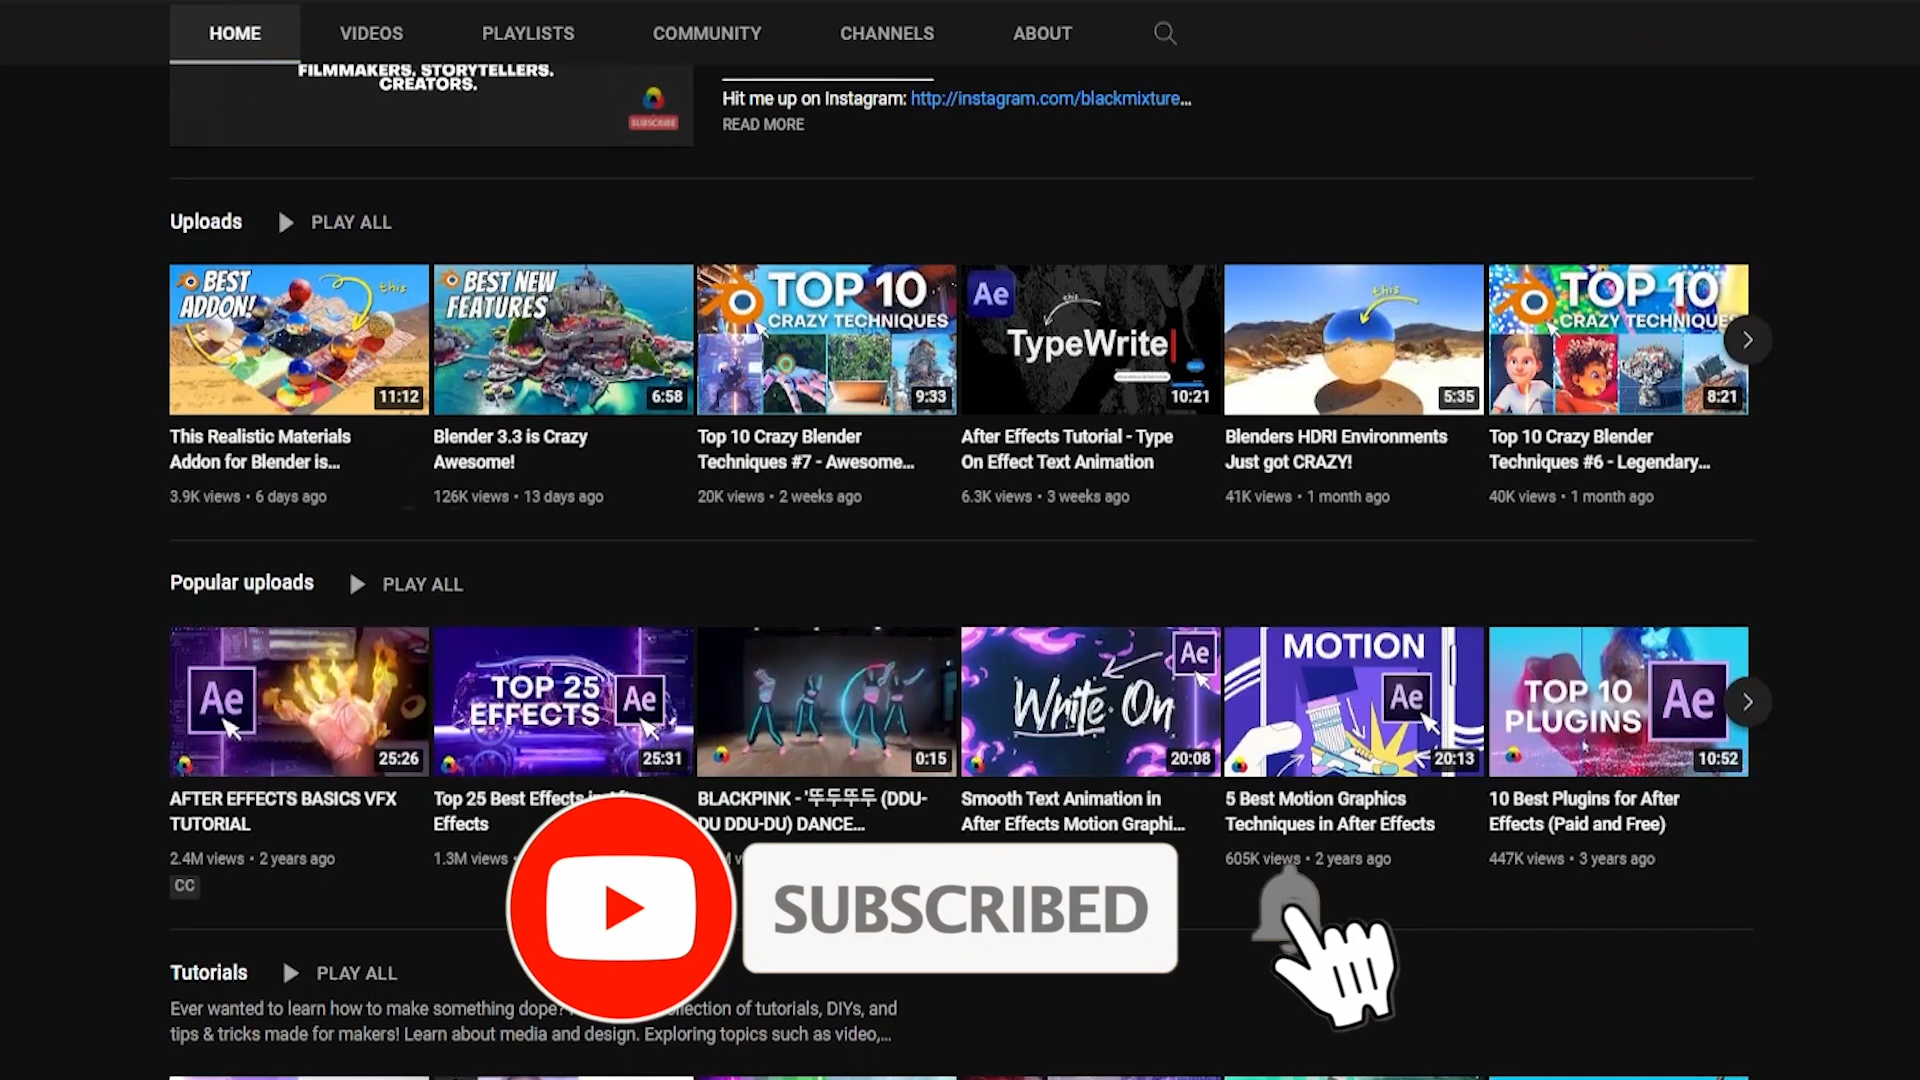 HOME VIDEOS PLAYLISTS COMMUNITY CHANNELS ABOUT
FILMMAKERS. STORYTELLERS.
CREATORS.
SUBSCRIBE
Hit me up on Instagram: http://instagram.com/blackmixture...
READ MORE
Uploads PLAY ALL
BEST
ADDON!
this
11:12
BEST NEW
FEATURES
6:58
TOP 10
CRAZY TECHNIQUES
9:33
Ae
this
TypeWrite
10:21
this
5:35
TOP 10
CRAZY TECHNIQUES
8:21
This Realistic Materials
Addon for Blender is...
3.9K views • 6 days ago
Blender 3.3 is Crazy
Awesome!
126K views • 13 days ago
Top 10 Crazy Blender
Techniques #7 - Awesome...
20K views • 2 weeks ago
After Effects Tutorial - Type
On Effect Text Animation
6.3K views • 3 weeks ago
Blenders HDRI Environments
Just got CRAZY!
41K views • 1 month ago
Top 10 Crazy Blender
Techniques #6 - Legendary...
40K views • 1 month ago
Popular uploads PLAY ALL
Ae
25:26
TOP 25
EFFECTS
Ae
25:31
0:15
Ae
Write On
20:08
MOTION
Ae
20:13
TOP 10
PLUGINS
Ae
10:52
AFTER EFFECTS BASICS VFX
TUTORIAL
2.4M views • 2 years ago
CC
Top 25 Best Effects in After
Effects
1.3M views
BLACKPINK - '뚜두뚜두 (DDU-
DU DDU-DU) DANCE...
Smooth Text Animation in
After Effects Motion Graphi...
5 Best Motion Graphics
Techniques in After Effects
605K views • 2 years ago
10 Best Plugins for After
Effects (Paid and Free)
447K views • 3 years ago
SUBSCRIBED
Tutorials PLAY ALL
Ever wanted to learn how to make something dope? lection of tutorials, DIYs, and
tips & tricks made for makers! Learn about media and design. Exploring topics such as video,...